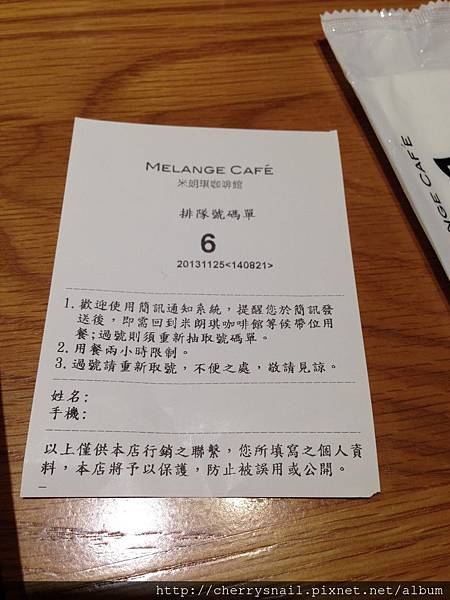 MELANGE CAFÉ
米朗琪咖啡館
排隊號碼單
6
20131125<140821>
1. 歡迎使用簡訊通知系統，提醒您於簡訊發
送後，即需回到米朗琪咖啡館等候帶位用
餐;過號則須重新抽取號碼單。
2. 用餐兩小時限制。
3. 過號請重新取號，不便之處，敬請見諒。
姓名:
手機:
以上僅供本店行銷之聯繫，您所填寫之個人資
料，本店將予以保護，防止被誤用或公開。
NGE CAFÉ
http://cherrysnail.pixnet.net/album